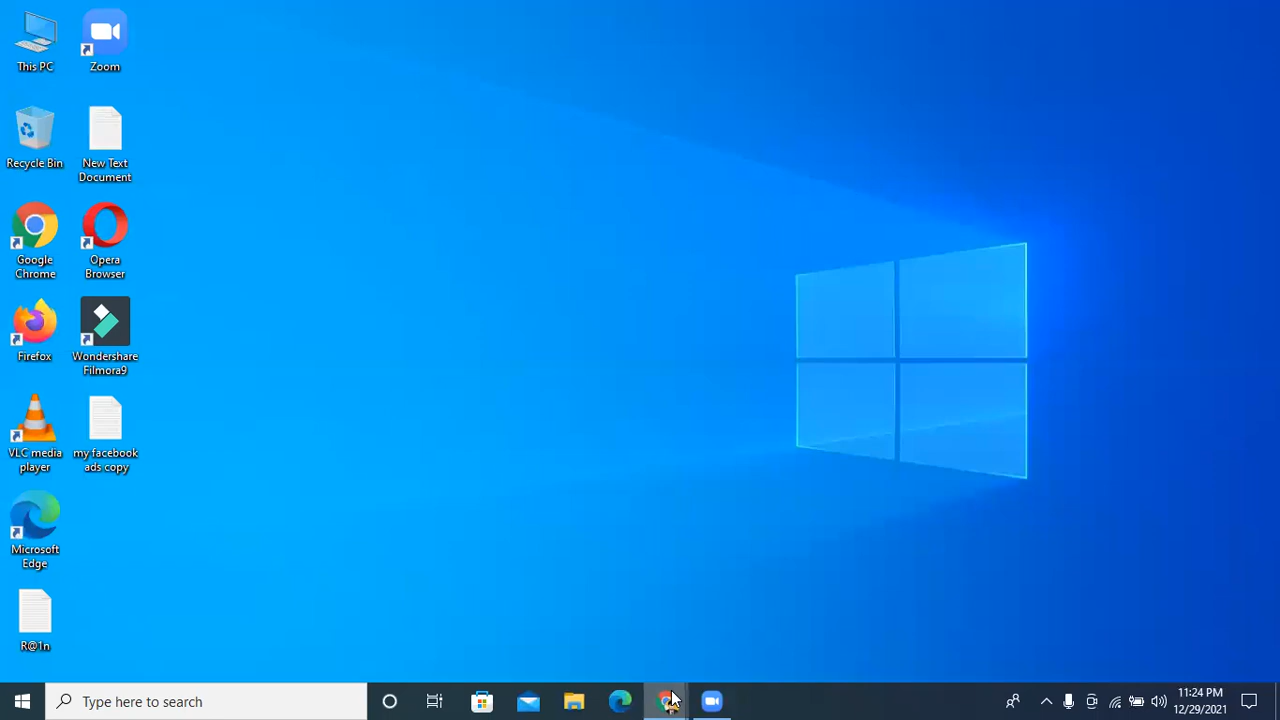 This PC
Zoom
Recycle Bin
New Text
Document
Google
Chrome
Opera
Browser
Firefox
Wondershare
Filmora9
VLC media
player
my facebook
ads copy
Microsoft
Edge
R@1n
Type here to search
11:24 PM
12/29/2021